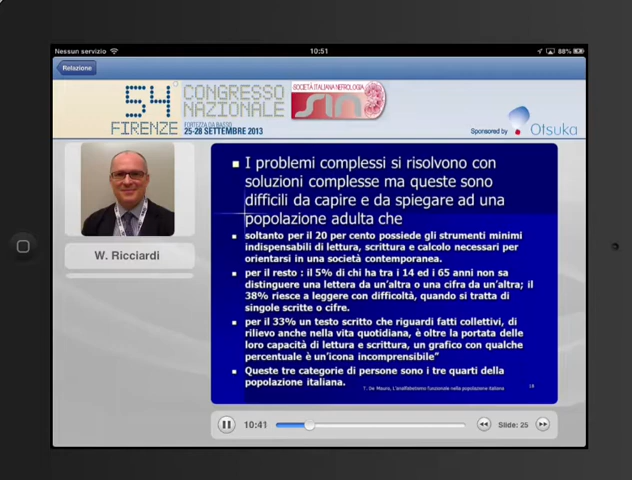 Nessun servizio
10:51
88%
Relazione
54° CONGRESSO
NAZIONALE
FIRENZE FORTEZZA DA BASSO
25-28 SETTEMBRE 2013
SOCIETÀ ITALIANA NEFROLOGIA
sin
Sponsored by Otsuka
W. Ricciardi
I problemi complessi si risolvono con
soluzioni complesse ma queste sono
difficili da capire e da spiegare ad una
popolazione adulta che
soltanto per il 20 per cento possiede gli strumenti minimi
indispensabili di lettura, scrittura e calcolo necessari per
orientarsi in una società contemporanea.
per il resto : il 5% di chi ha tra i 14 ed i 65 anni non sa
distinguere una lettera da un'altra o una cifra da un'altra; il
38% riesce a leggere con difficoltà, quando si tratta di
singole scritte o cifre.
per il 33% un testo scritto che riguardi fatti collettivi, di
rilievo anche nella vita quotidiana, è oltre la portata delle
loro capacità di lettura e scrittura, un grafico con qualche
percentuale è un'icona incomprensibile"
Queste tre categorie di persone sono i tre quarti della
popolazione italiana.
T. De Mauro, L'analfabetismo funzionale nella popolazione italiana
18
10:41
Slide: 25